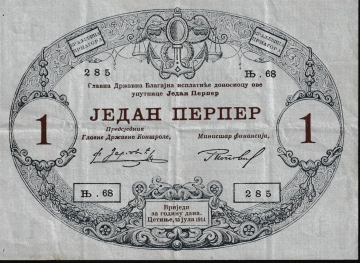 285
Њ. 68
Главна Државна Благајна исплатиће доносиоцу ове
упутнице Један Перпер
ЈЕДАН ПЕРПЕР
1
1
Предсједник
Главне Државне Контроле,
Министар финансија,
Њ. 68
285
Вриједи
за годину дана.
Цетиње, јула 1914